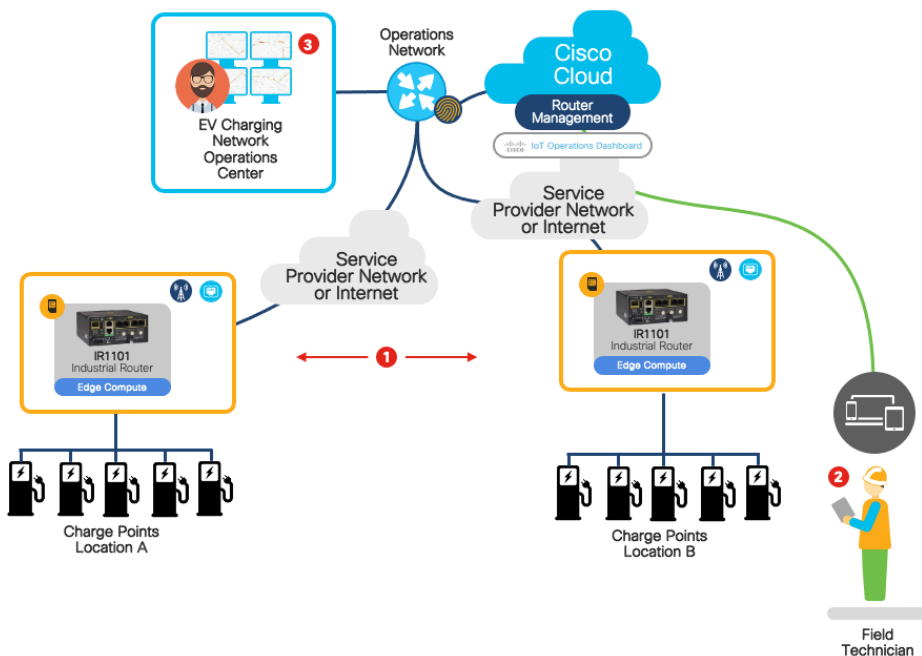 3
EV Charging
Network
Operations
Center
Operations
Network
Cisco
Cloud
Router
Management
CISCO IoT Operations Dashboard
Service
Provider Network
or Internet
Service
Provider Network
or Internet
IR1101
Industrial Router
Edge Compute
1
IR1101
Industrial Router
Edge Compute
Charge Points
Location A
Charge Points
Location B
2
Field
Technician